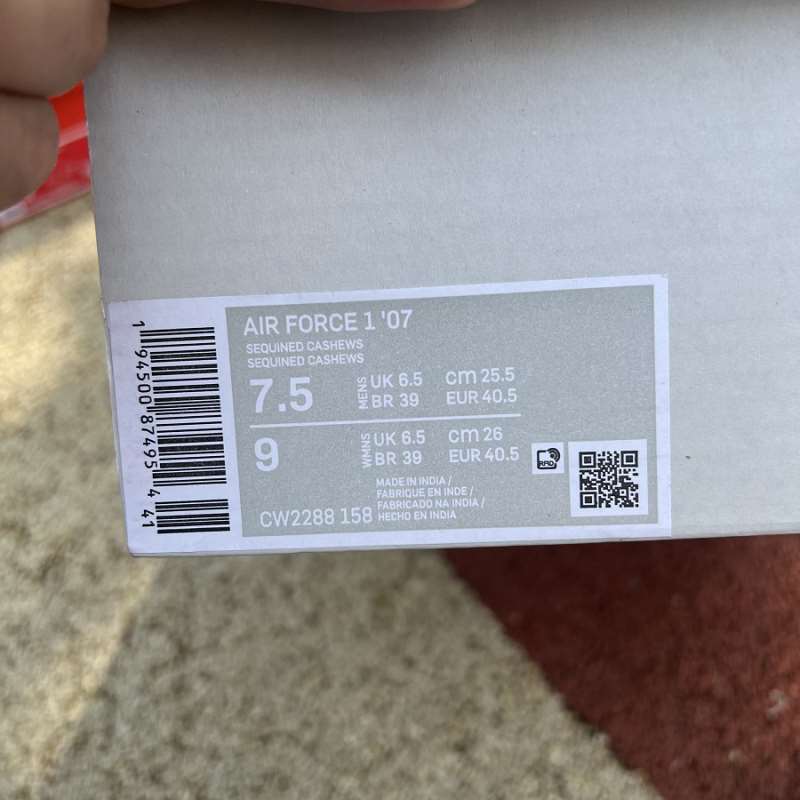 AIR FORCE 1 '07
SEQUINED CASHEWS
SEQUINED CASHEWS
7.5 MENS UK 6.5 cm 25.5
BR 39 EUR 40.5
9 WMNS UK 6.5 cm 26
BR 39 EUR 40.5
RAD
MADE IN INDIA /
FABRIQUE EN INDE /
FABRICADO NA INDIA /
HECHO EN INDIA
CW2288 158
1 94500 87495 4 41